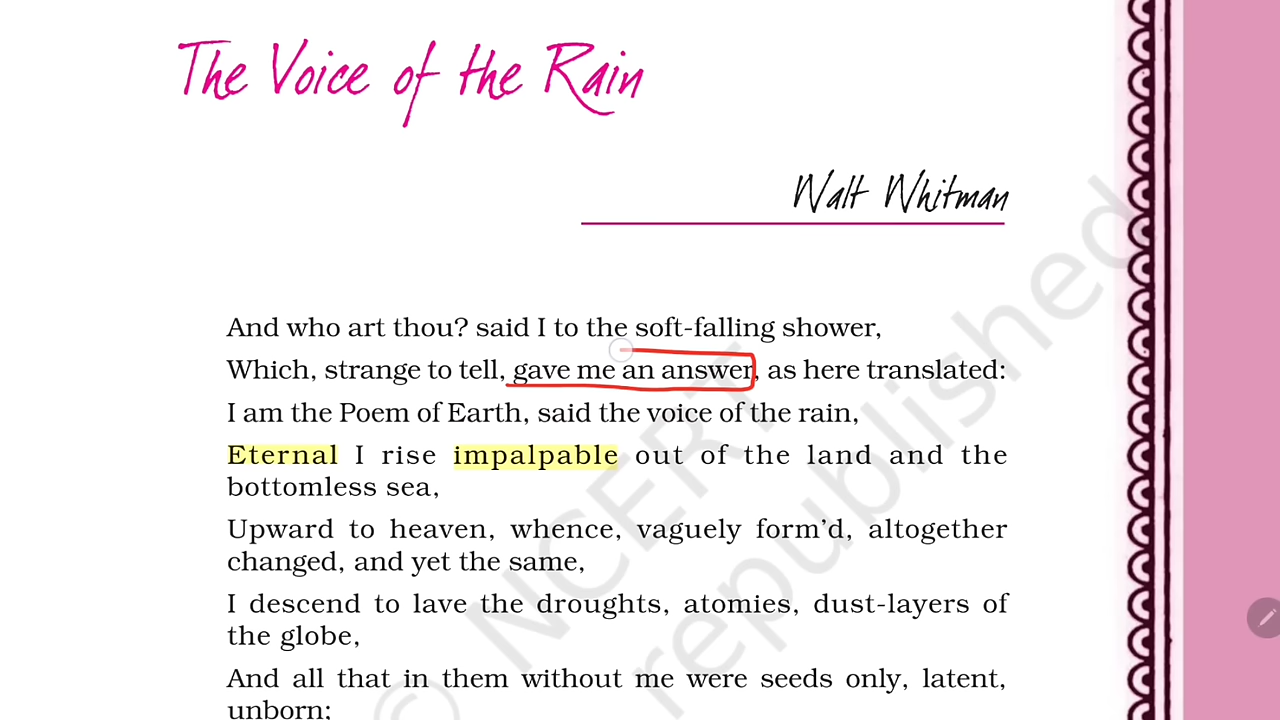 The Voice of the Rain
Walt Whitman
And who art thou? said I to the soft-falling shower,
Which, strange to tell, gave me an answer, as here translated:
I am the Poem of Earth, said the voice of the rain,
Eternal I rise impalpable out of the land and the
bottomless sea,
Upward to heaven, whence, vaguely form'd, altogether
changed, and yet the same,
I descend to lave the droughts, atomies, dust-layers of
the globe,
And all that in them without me were seeds only, latent,
unborn;
© NCERT
republished